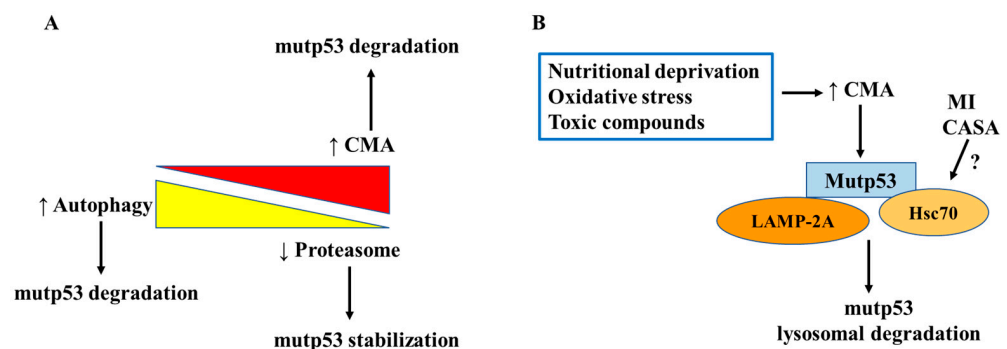 A
mutp53 degradation
↑ CMA
↑ Autophagy
↓ Proteasome
mutp53 degradation
mutp53 stabilization
B
Nutritional deprivation
Oxidative stress
Toxic compounds
↑ CMA
MI
CASA
?
Mutp53
LAMP-2A
Hsc70
mutp53
lysosomal degradation